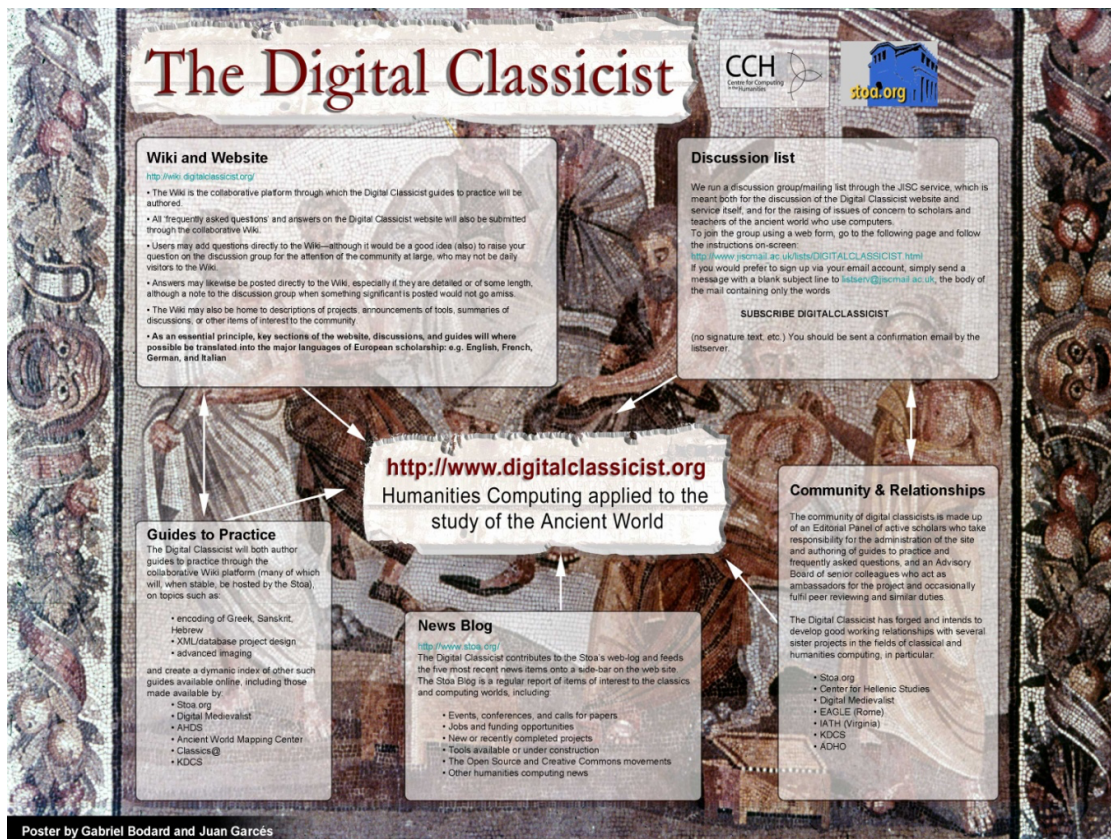 The Digital Classicist
CCH
Centre for Computing
in the Humanities
stoa.org
Wiki and Website
http://wiki.digitalclassicist.org/
• The Wiki is the collaborative platform through which the Digital Classicist guides to practice will be
authored.
• All 'frequently asked questions' and answers on the Digital Classicist website will also be submitted
through the collaborative Wiki.
• Users may add questions directly to the Wiki—although it would be a good idea (also) to raise your
question on the discussion group for the attention of the community at large, who may not be daily
visitors to the Wiki.
• Answers may likewise be posted directly to the Wiki, especially if they are detailed or of some length,
although a note to the discussion group when something significant is posted would not go amiss.
• The Wiki may also be home to descriptions of projects, announcements of tools, summaries of
discussions, or other items of interest to the community.
• As an essential principle, key sections of the website, discussions, and guides will where
possible be translated into the major languages of European scholarship: e.g. English, French,
German, and Italian
Discussion list
We run a discussion group/mailing list through the JISC service, which is
meant both for the discussion of the Digital Classicist website and
service itself, and for the raising of issues of concern to scholars and
teachers of the ancient world who use computers.
To join the group using a web form, go to the following page and follow
the instructions on-screen:
http://www.jiscmail.ac.uk/lists/DIGITALCLASSICIST.html
If you would prefer to sign up via your email account, simply send a
message with a blank subject line to listserv@jiscmail.ac.uk, the body of
the mail containing only the words
SUBSCRIBE DIGITALCLASSICIST
(no signature text, etc.) You should be sent a confirmation email by the
listserver.
http://www.digitalclassicist.org
Humanities Computing applied to the
study of the Ancient World
Guides to Practice
The Digital Classicist will both author
guides to practice through the
collaborative Wiki platform (many of which
will, when stable, be hosted by the Stoa),
on topics such as:
• encoding of Greek, Sanskrit,
Hebrew
• XML/database project design
• advanced imaging
and create a dymanic index of other such
guides available online, including those
made available by:
• Stoa.org
• Digital Medievalist
• AHDS
• Ancient World Mapping Center
• Classics@
• KDCS
News Blog
http://www.stoa.org/
The Digital Classicist contributes to the Stoa's web-log and feeds
the five most recent news items onto a side-bar on the web site.
The Stoa Blog is a regular report of items of interest to the classics
and computing worlds, including:
• Events, conferences, and calls for papers
• Jobs and funding opportunities
• New or recently completed projects
• Tools available or under construction
• The Open Source and Creative Commons movements
• Other humanities computing news
Community & Relationships
The community of digital classicists is made up
of an Editorial Panel of active scholars who take
responsibility for the administration of the site
and authoring of guides to practice and
frequently asked questions, and an Advisory
Board of senior colleagues who act as
ambassadors for the project and occasionally
fulfil peer reviewing and similar duties.
The Digital Classicist has forged and intends to
develop good working relationships with several
sister projects in the fields of classical and
humanities computing, in particular:
• Stoa.org
• Center for Hellenic Studies
• Digital Medievalist
• EAGLE (Rome)
• IATH (Virginia)
• KDCS
• ADHO
Poster by Gabriel Bodard and Juan Garcés